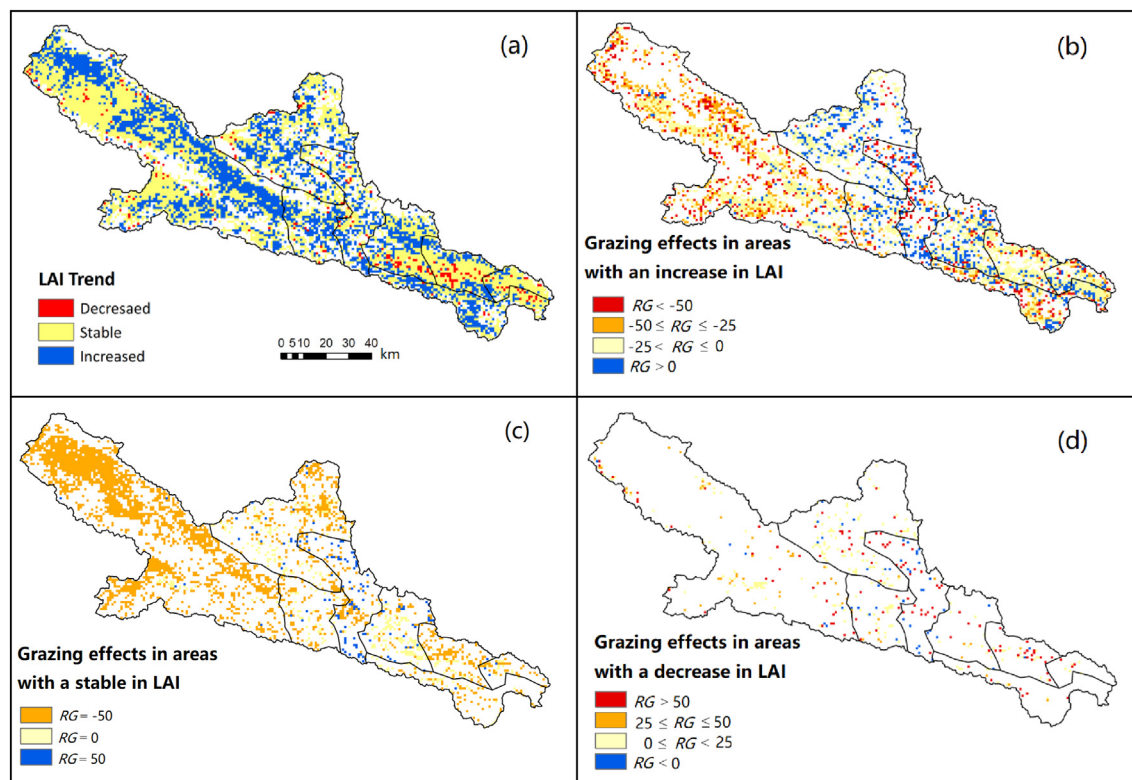 (a)
LAI Trend
Decresaed
Stable
Increased
0 510 20 30 40
km
(b)
Grazing effects in areas
with an increase in LAI
RG < -50
-50 ≤ RG ≤ -25
-25 < RG ≤ 0
RG > 0
(c)
Grazing effects in areas
with a stable in LAI
RG = -50
RG = 0
RG = 50
(d)
Grazing effects in areas
with a decrease in LAI
RG > 50
25 ≤ RG ≤ 50
0 ≤ RG < 25
RG < 0